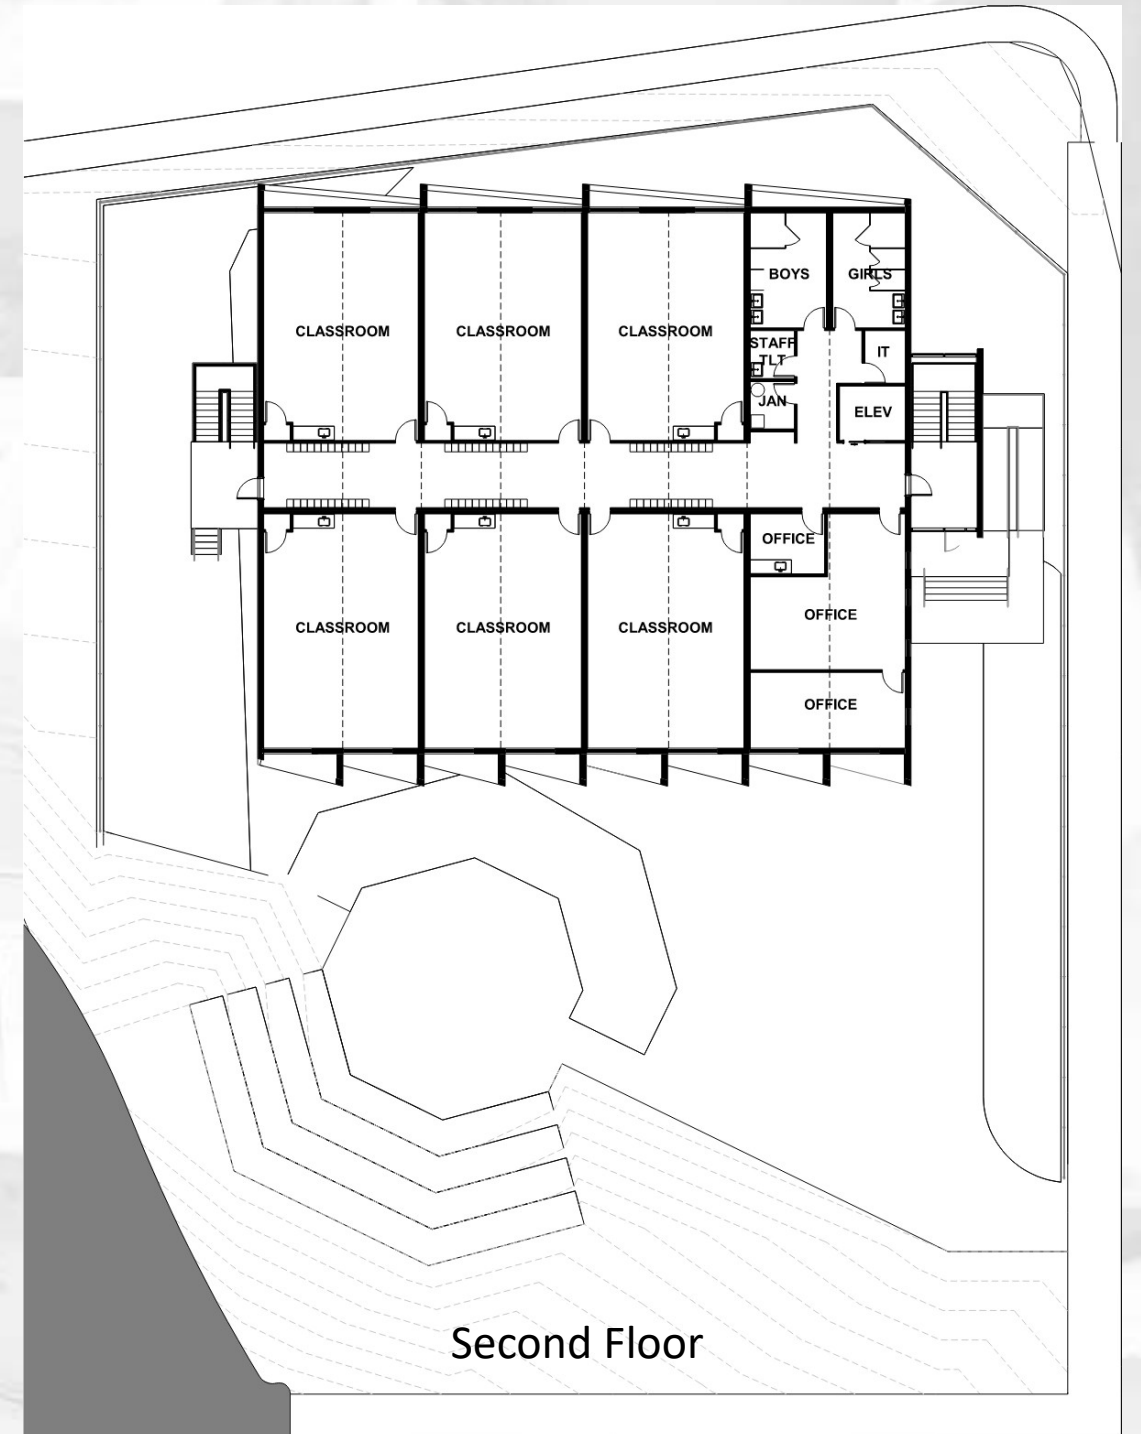 BOYS
GIRLS
CLASSROOM
CLASSROOM
CLASSROOM
STAFF
TLT
IT
JAN
ELEV
OFFICE
CLASSROOM
CLASSROOM
CLASSROOM
OFFICE
OFFICE
Second Floor